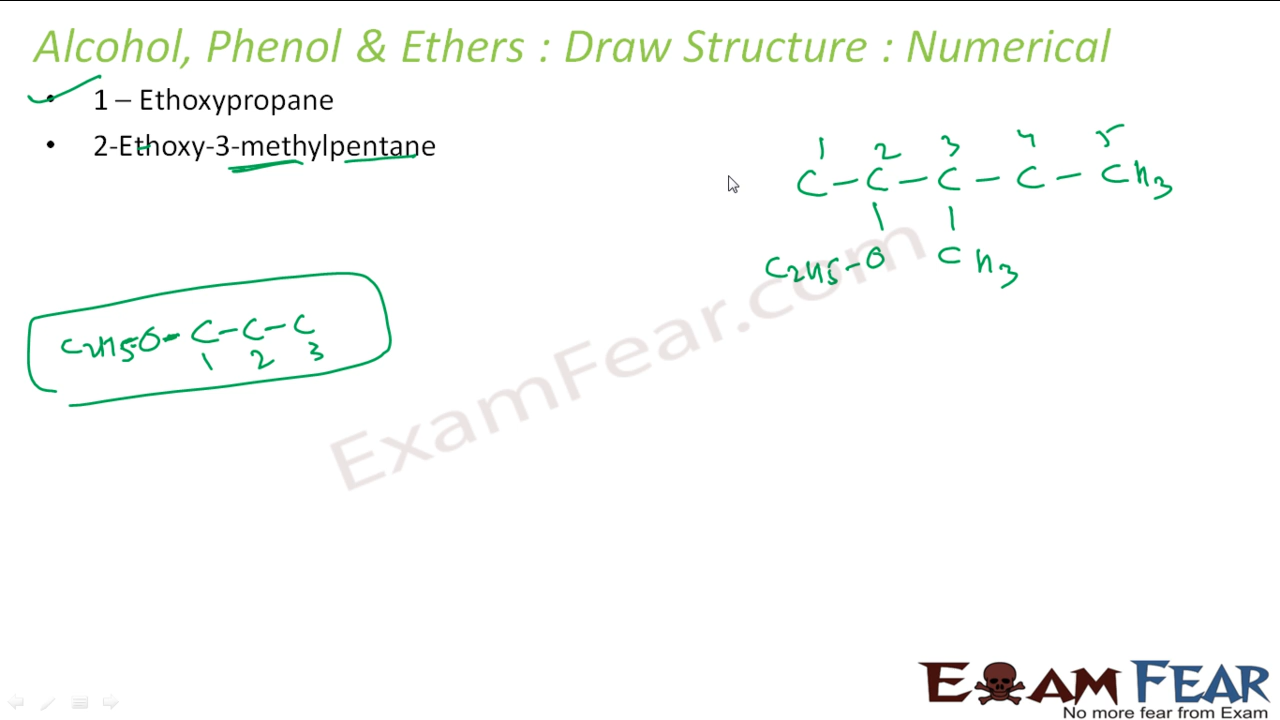 Alcohol, Phenol & Ethers : Draw Structure : Numerical
• 1 – Ethoxypropane
• 2-Ethoxy-3-methylpentane
1 2 3 4 5
C – C – C – C – CH3
C2H5-O CH3
C2H5-O- C – C – C
1 2 3
ExamFear.com
EXAM FEAR
No more fear from Exam